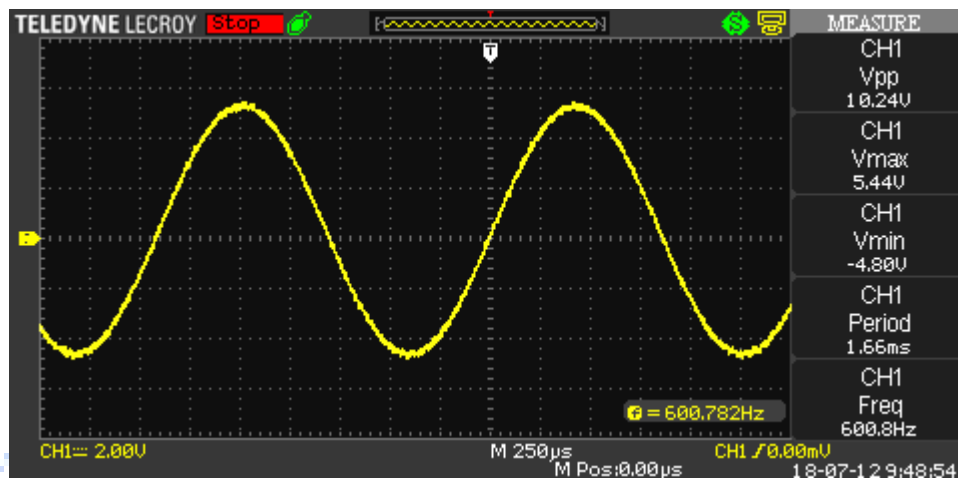 TELEDYNE LECROY Stop
T
MEASURE
CH1
Vpp
10.24V
CH1
Vmax
5.44V
CH1
Vmin
-4.80V
CH1
Period
1.66ms
CH1
Freq
600.8Hz
f = 600.782Hz
CH1 2.00V M 250µs CH1 0.00mV
M Pos:0.00µs 18-07-12 9:48:54